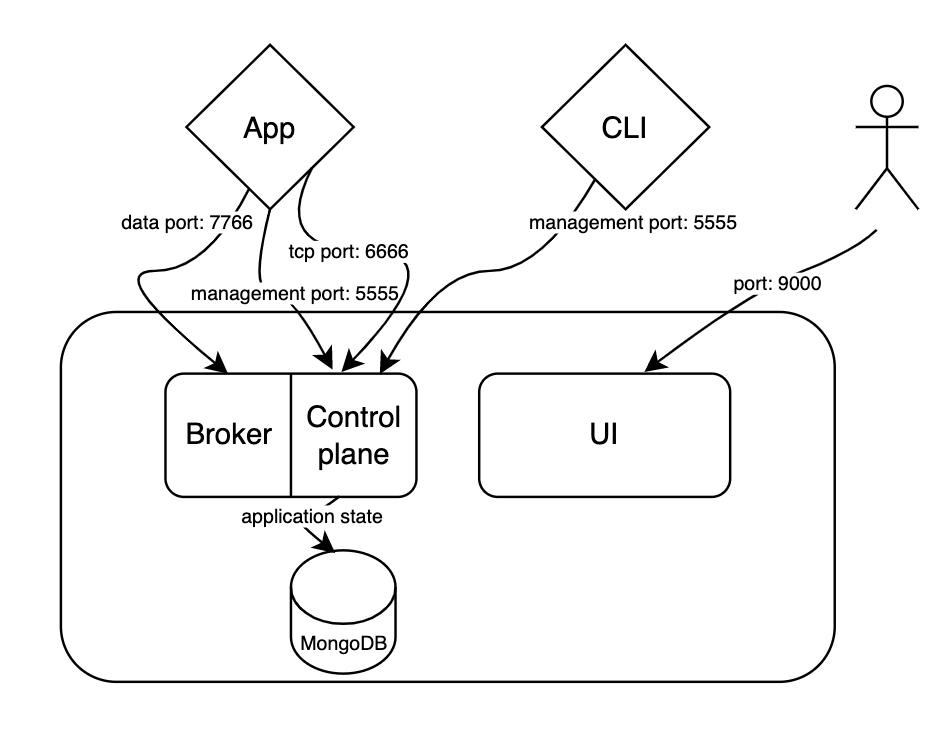 App
CLI
data port: 7766
management port: 5555
tcp port: 6666
port: 9000
management port: 5555
Broker
Control
plane
UI
application state
MongoDB